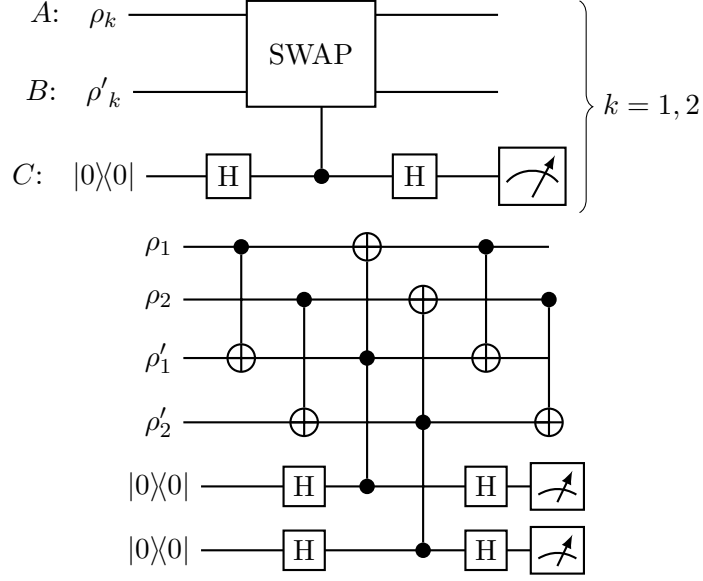 A: ρ_k
SWAP
B: ρ'_k
k = 1, 2
C: |0⟩⟨0| H H
ρ_1
ρ_2
ρ'_1
ρ'_2
|0⟩⟨0| H H
|0⟩⟨0| H H